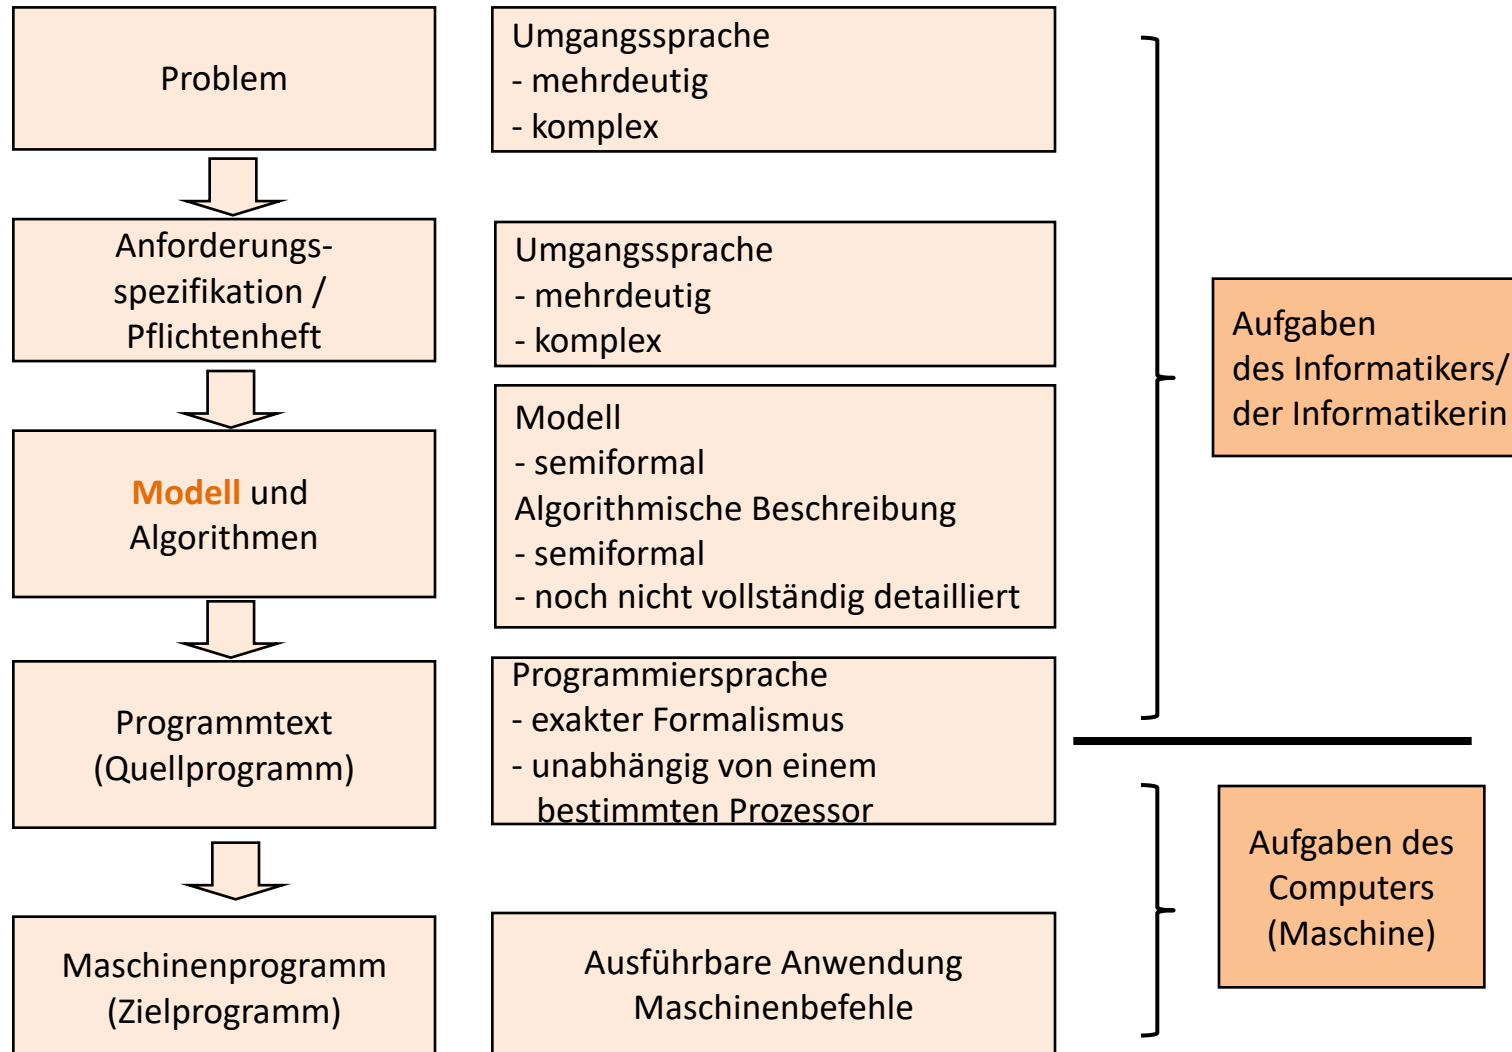 Problem
Umgangssprache
- mehrdeutig
- komplex
Anforderungs-
spezifikation /
Pflichtenheft
Umgangssprache
- mehrdeutig
- komplex
Modell und
Algorithmen
Modell
- semiformal
Algorithmische Beschreibung
- semiformal
- noch nicht vollständig detailliert
Programmtext
(Quellprogramm)
Programmiersprache
- exakter Formalismus
- unabhängig von einem
bestimmten Prozessor
Maschinenprogramm
(Zielprogramm)
Ausführbare Anwendung
Maschinenbefehle
Aufgaben
des Informatikers/
der Informatikerin
Aufgaben des
Computers
(Maschine)